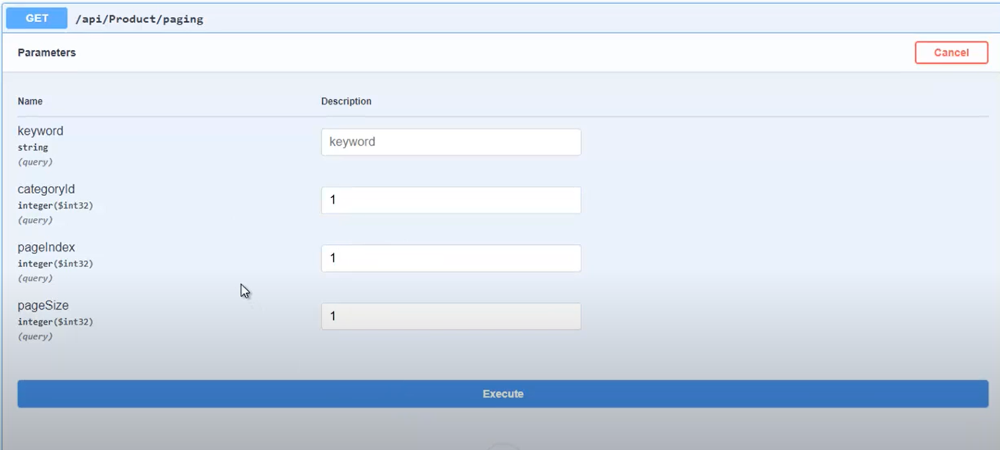 GET /api/Product/paging
Parameters Cancel
Name Description
keyword keyword
string
(query)
categoryId 1
integer($int32)
(query)
pageIndex 1
integer($int32)
(query)
pageSize 1
integer($int32)
(query)
Execute